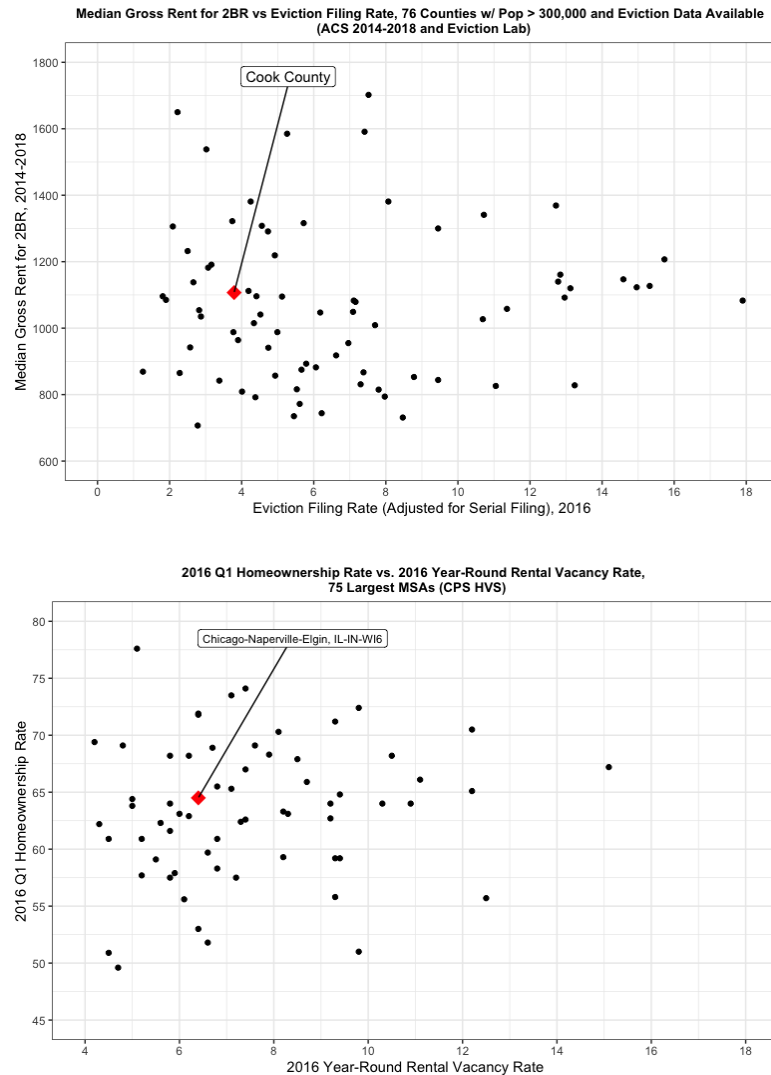 Median Gross Rent for 2BR vs Eviction Filing Rate, 76 Counties w/ Pop > 300,000 and Eviction Data Available
(ACS 2014-2018 and Eviction Lab)
Median Gross Rent for 2BR, 2014-2018
1800
1600
1400
1200
1000
800
600
Cook County
0 2 4 6 8 10 12 14 16 18
Eviction Filing Rate (Adjusted for Serial Filing), 2016
2016 Q1 Homeownership Rate vs. 2016 Year-Round Rental Vacancy Rate,
75 Largest MSAs (CPS HVS)
2016 Q1 Homeownership Rate
80
75
70
65
60
55
50
45
Chicago-Naperville-Elgin, IL-IN-WI6
4 6 8 10 12 14 16 18
2016 Year-Round Rental Vacancy Rate